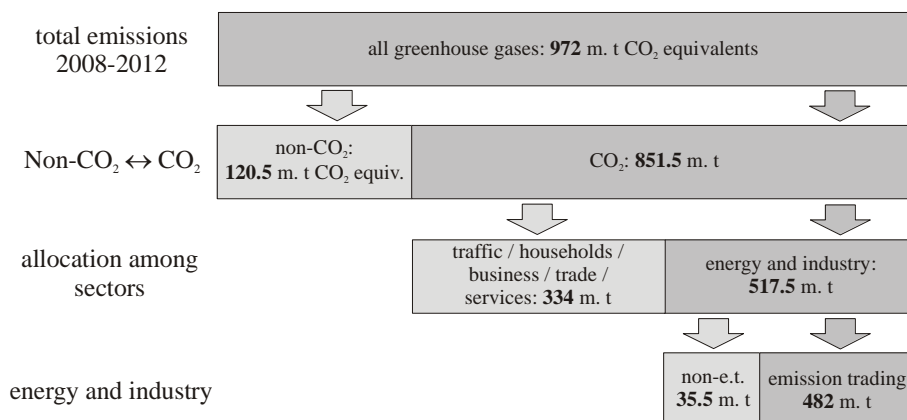 total emissions
2008-2012
all greenhouse gases: 972 m. t CO₂ equivalents
Non-CO₂ ↔ CO₂
non-CO₂:
120.5 m. t CO₂ equiv.
CO₂: 851.5 m. t
allocation among
sectors
traffic / households /
business / trade /
services: 334 m. t
energy and industry:
517.5 m. t
energy and industry
non-e.t.
35.5 m. t
emission trading
482 m. t